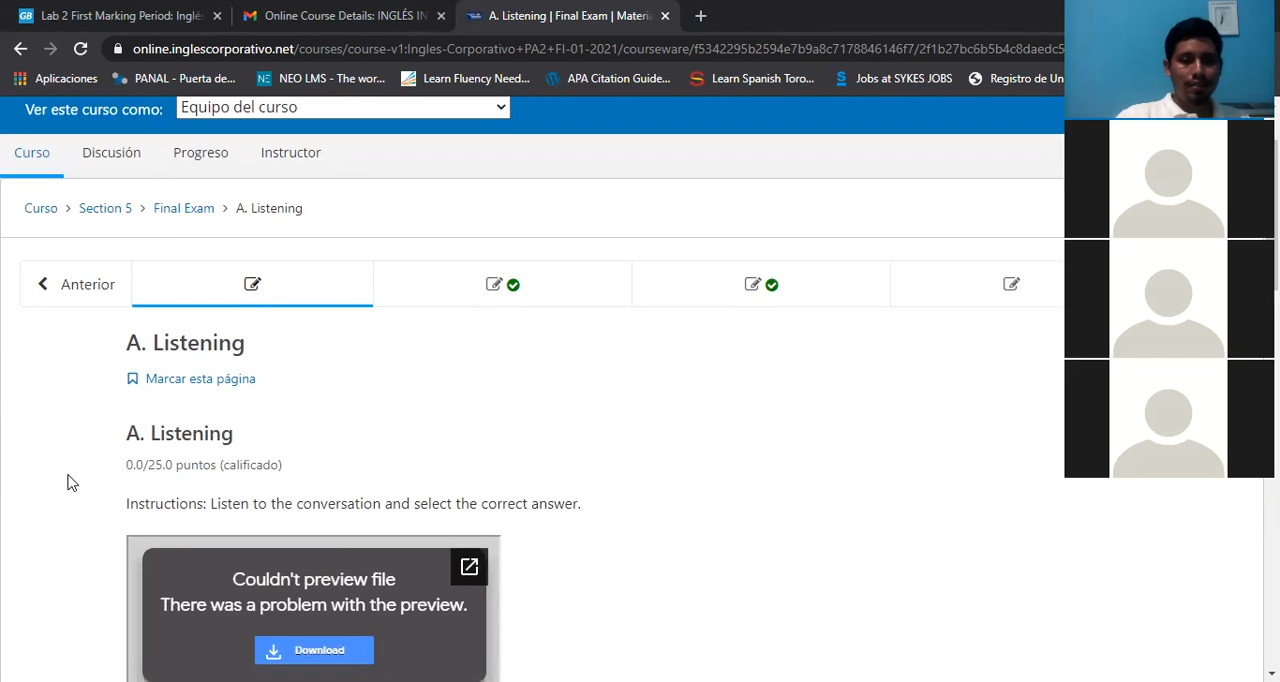 GB Lab 2 First Marking Period: Inglé × Online Course Details: INGLÉS IN × A. Listening | Final Exam | Materia × +
online.inglescorporativo.net/courses/course-v1:Ingles-Corporativo+PA2+FI-01-2021/courseware/f5342295b2594e7b9a8c7178846146f7/2f1b27bc6b5b4c8daedc5
Aplicaciones PANAL - Puerta de... NE NEO LMS - The wor... Learn Fluency Need... APA Citation Guide... S Learn Spanish Toro... S Jobs at SYKES JOBS Registro de Un
Ver este curso como: Equipo del curso
Curso Discusión Progreso Instructor
Curso > Section 5 > Final Exam > A. Listening
Anterior
A. Listening
Marcar esta página
A. Listening
0.0/25.0 puntos (calificado)
Instructions: Listen to the conversation and select the correct answer.
Couldn't preview file
There was a problem with the preview.
Download